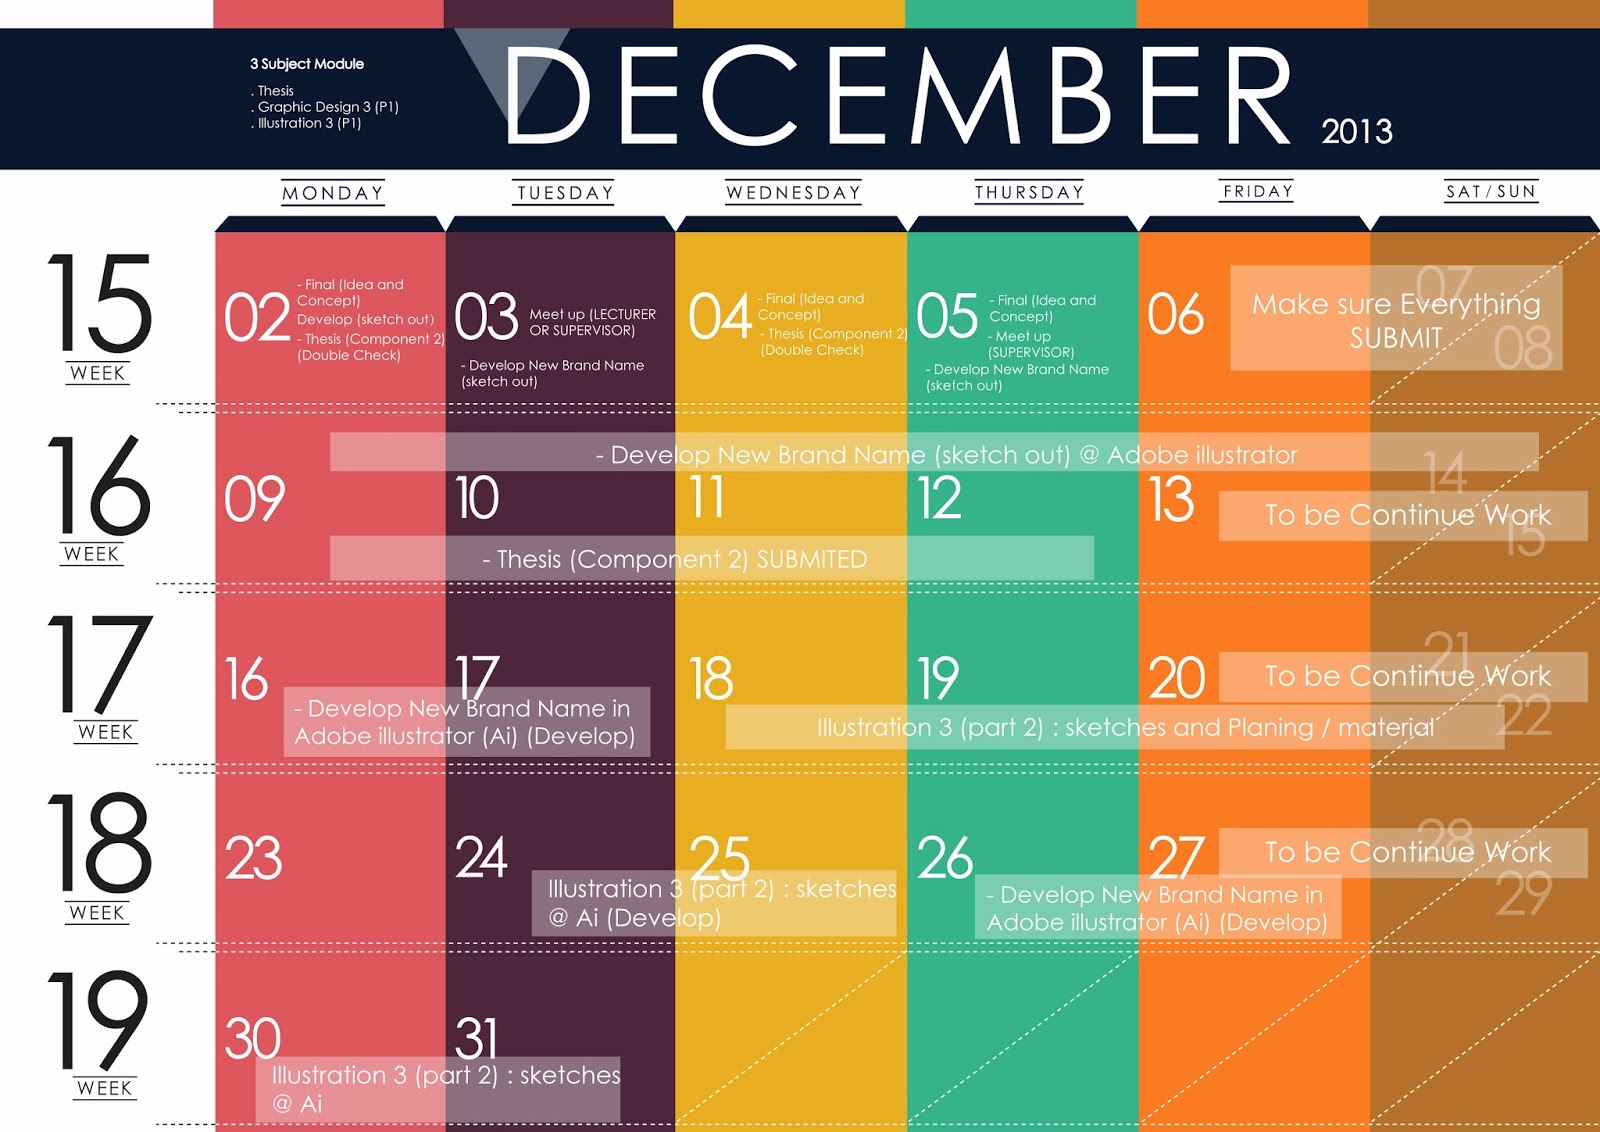 3 Subject Module
. Thesis
. Graphic Design 3 (P1)
. Illustration 3 (P1)
DECEMBER 2013
MONDAY TUESDAY WEDNESDAY THURSDAY FRIDAY SAT/SUN
15
WEEK
02
- Final (Idea and
Concept)
Develop (sketch out)
- Thesis (Component 2)
(Double Check)
03
Meet up (LECTURER
OR SUPERVISOR)
- Develop New Brand Name
(sketch out)
04
- Final (Idea and
Concept)
- Thesis (Component 2)
(Double Check)
05
- Final (Idea and
Concept)
- Meet up
(SUPERVISOR)
- Develop New Brand Name
(sketch out)
06
Make sure Everything
SUBMIT
07
08
16
WEEK
- Develop New Brand Name (sketch out) @ Adobe illustrator
09 10 11 12 13
14
To be Continue Work
15
- Thesis (Component 2) SUBMITED
17
WEEK
16 17 18 19 20
21
To be Continue Work
22
- Develop New Brand Name in
Adobe illustrator (Ai) (Develop)
Illustration 3 (part 2) : sketches and Planing / material
18
WEEK
23 24 25 26 27
28
To be Continue Work
29
Illustration 3 (part 2) : sketches
@ Ai (Develop)
- Develop New Brand Name in
Adobe illustrator (Ai) (Develop)
19
WEEK
30 31
Illustration 3 (part 2) : sketches
@ Ai